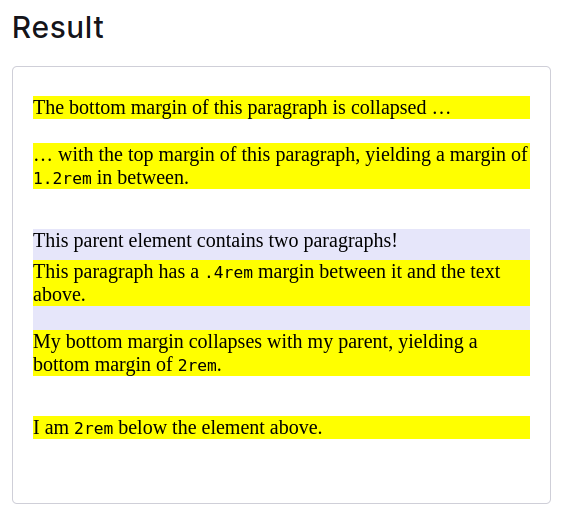 Result
The bottom margin of this paragraph is collapsed …
… with the top margin of this paragraph, yielding a margin of
1.2rem in between.
This parent element contains two paragraphs!
This paragraph has a .4rem margin between it and the text
above.
My bottom margin collapses with my parent, yielding a
bottom margin of 2rem.
I am 2rem below the element above.